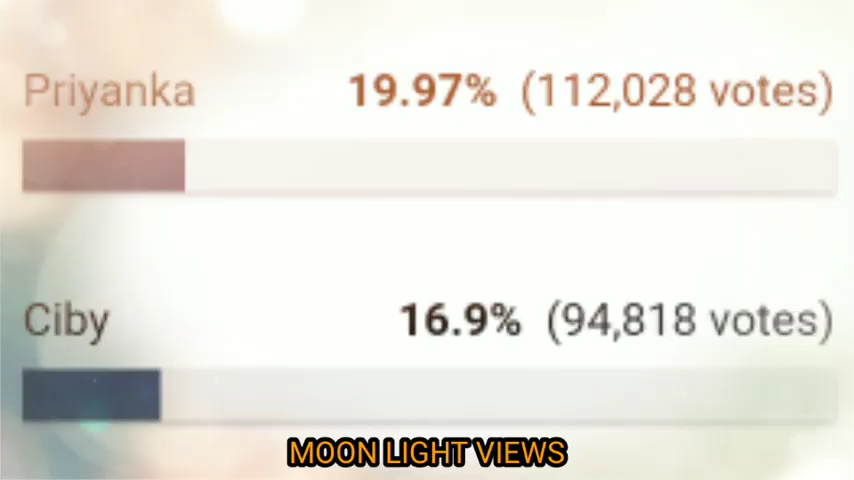 Priyanka 19.97% (112,028 votes)
Ciby 16.9% (94,818 votes)
MOON LIGHT VIEWS